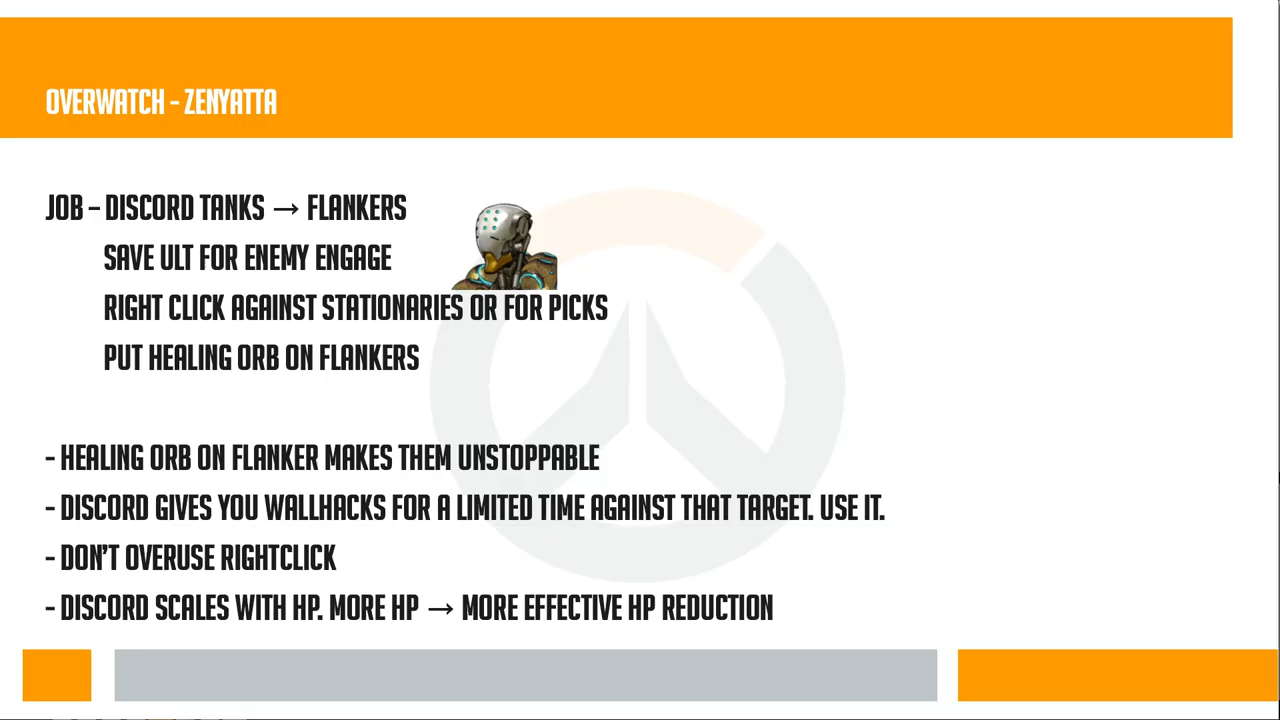 OVERWATCH - ZENYATTA
JOB – DISCORD TANKS → FLANKERS
SAVE ULT FOR ENEMY ENGAGE
RIGHT CLICK AGAINST STATIONARIES OR FOR PICKS
PUT HEALING ORB ON FLANKERS
- HEALING ORB ON FLANKER MAKES THEM UNSTOPPABLE
- DISCORD GIVES YOU WALLHACKS FOR A LIMITED TIME AGAINST THAT TARGET. USE IT.
- DON'T OVERUSE RIGHTCLICK
- DISCORD SCALES WITH HP. MORE HP → MORE EFFECTIVE HP REDUCTION